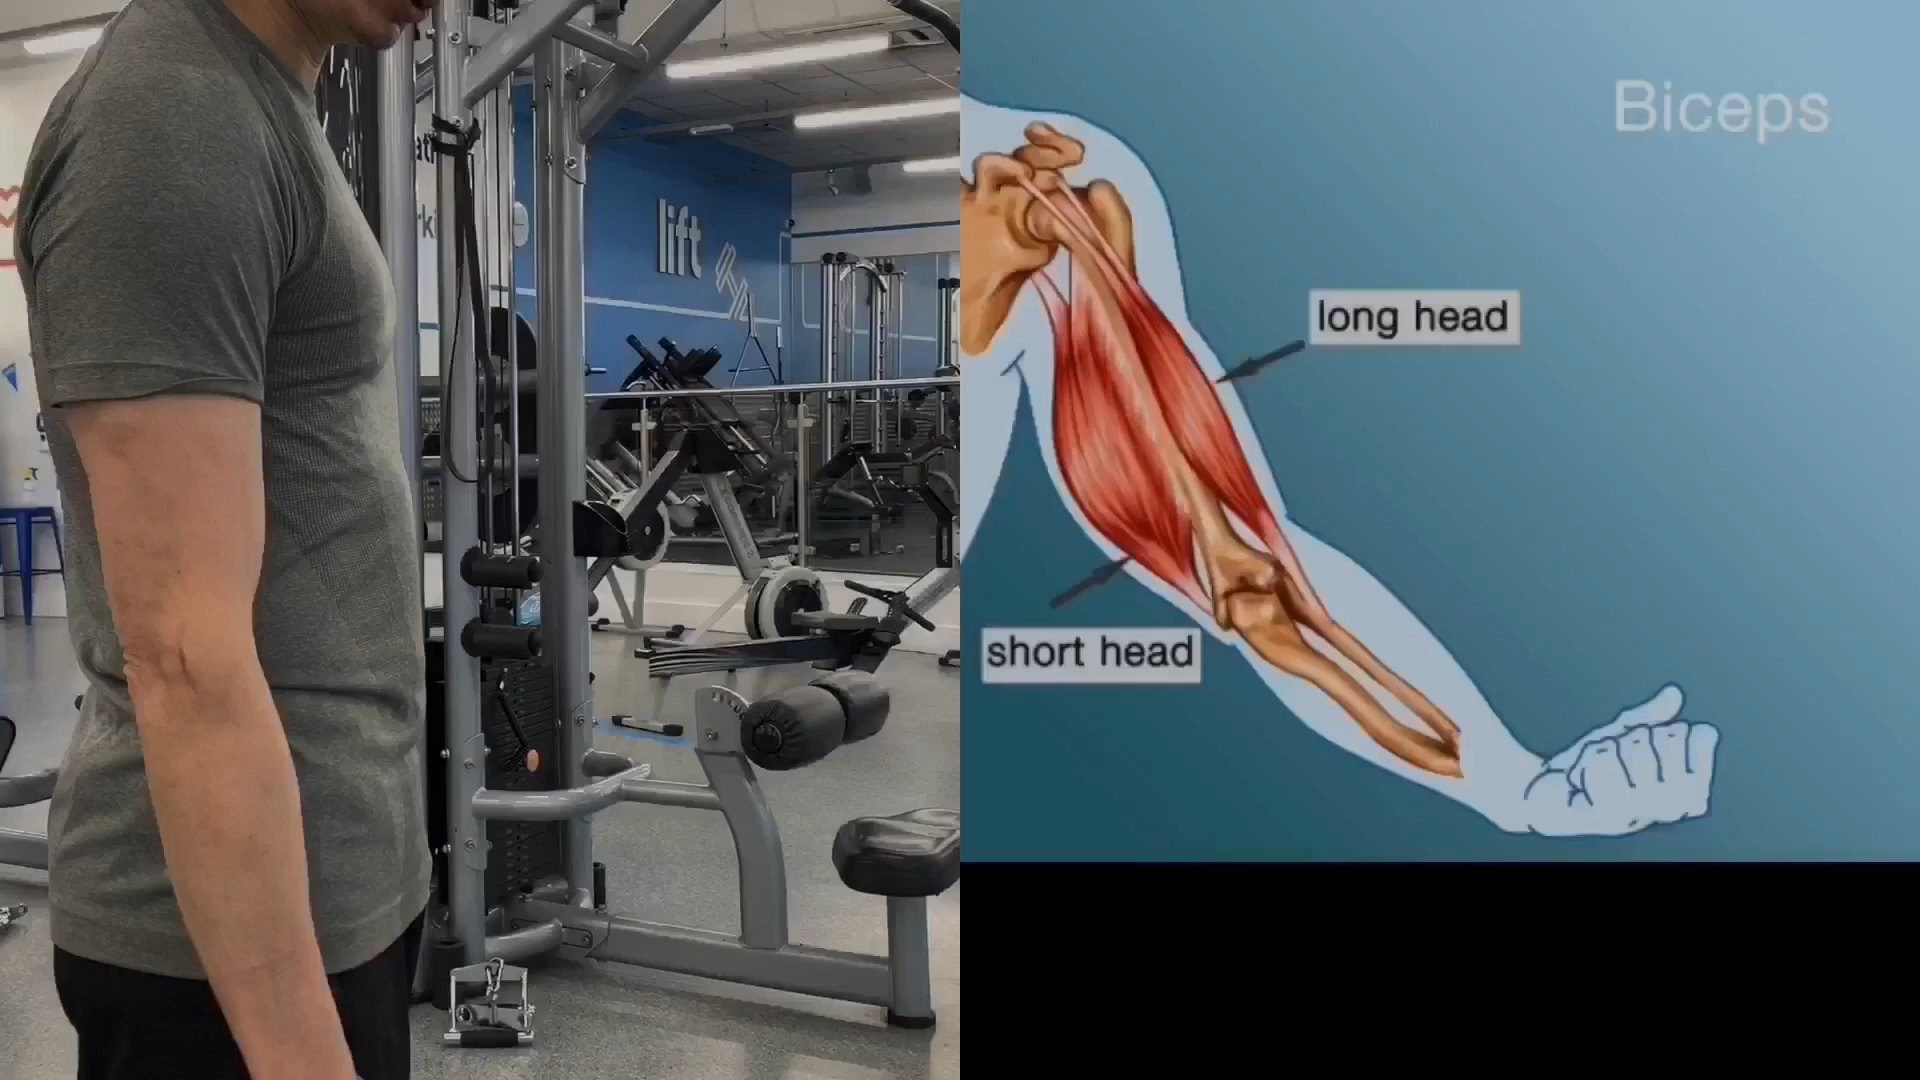 lift
Biceps
long head
short head